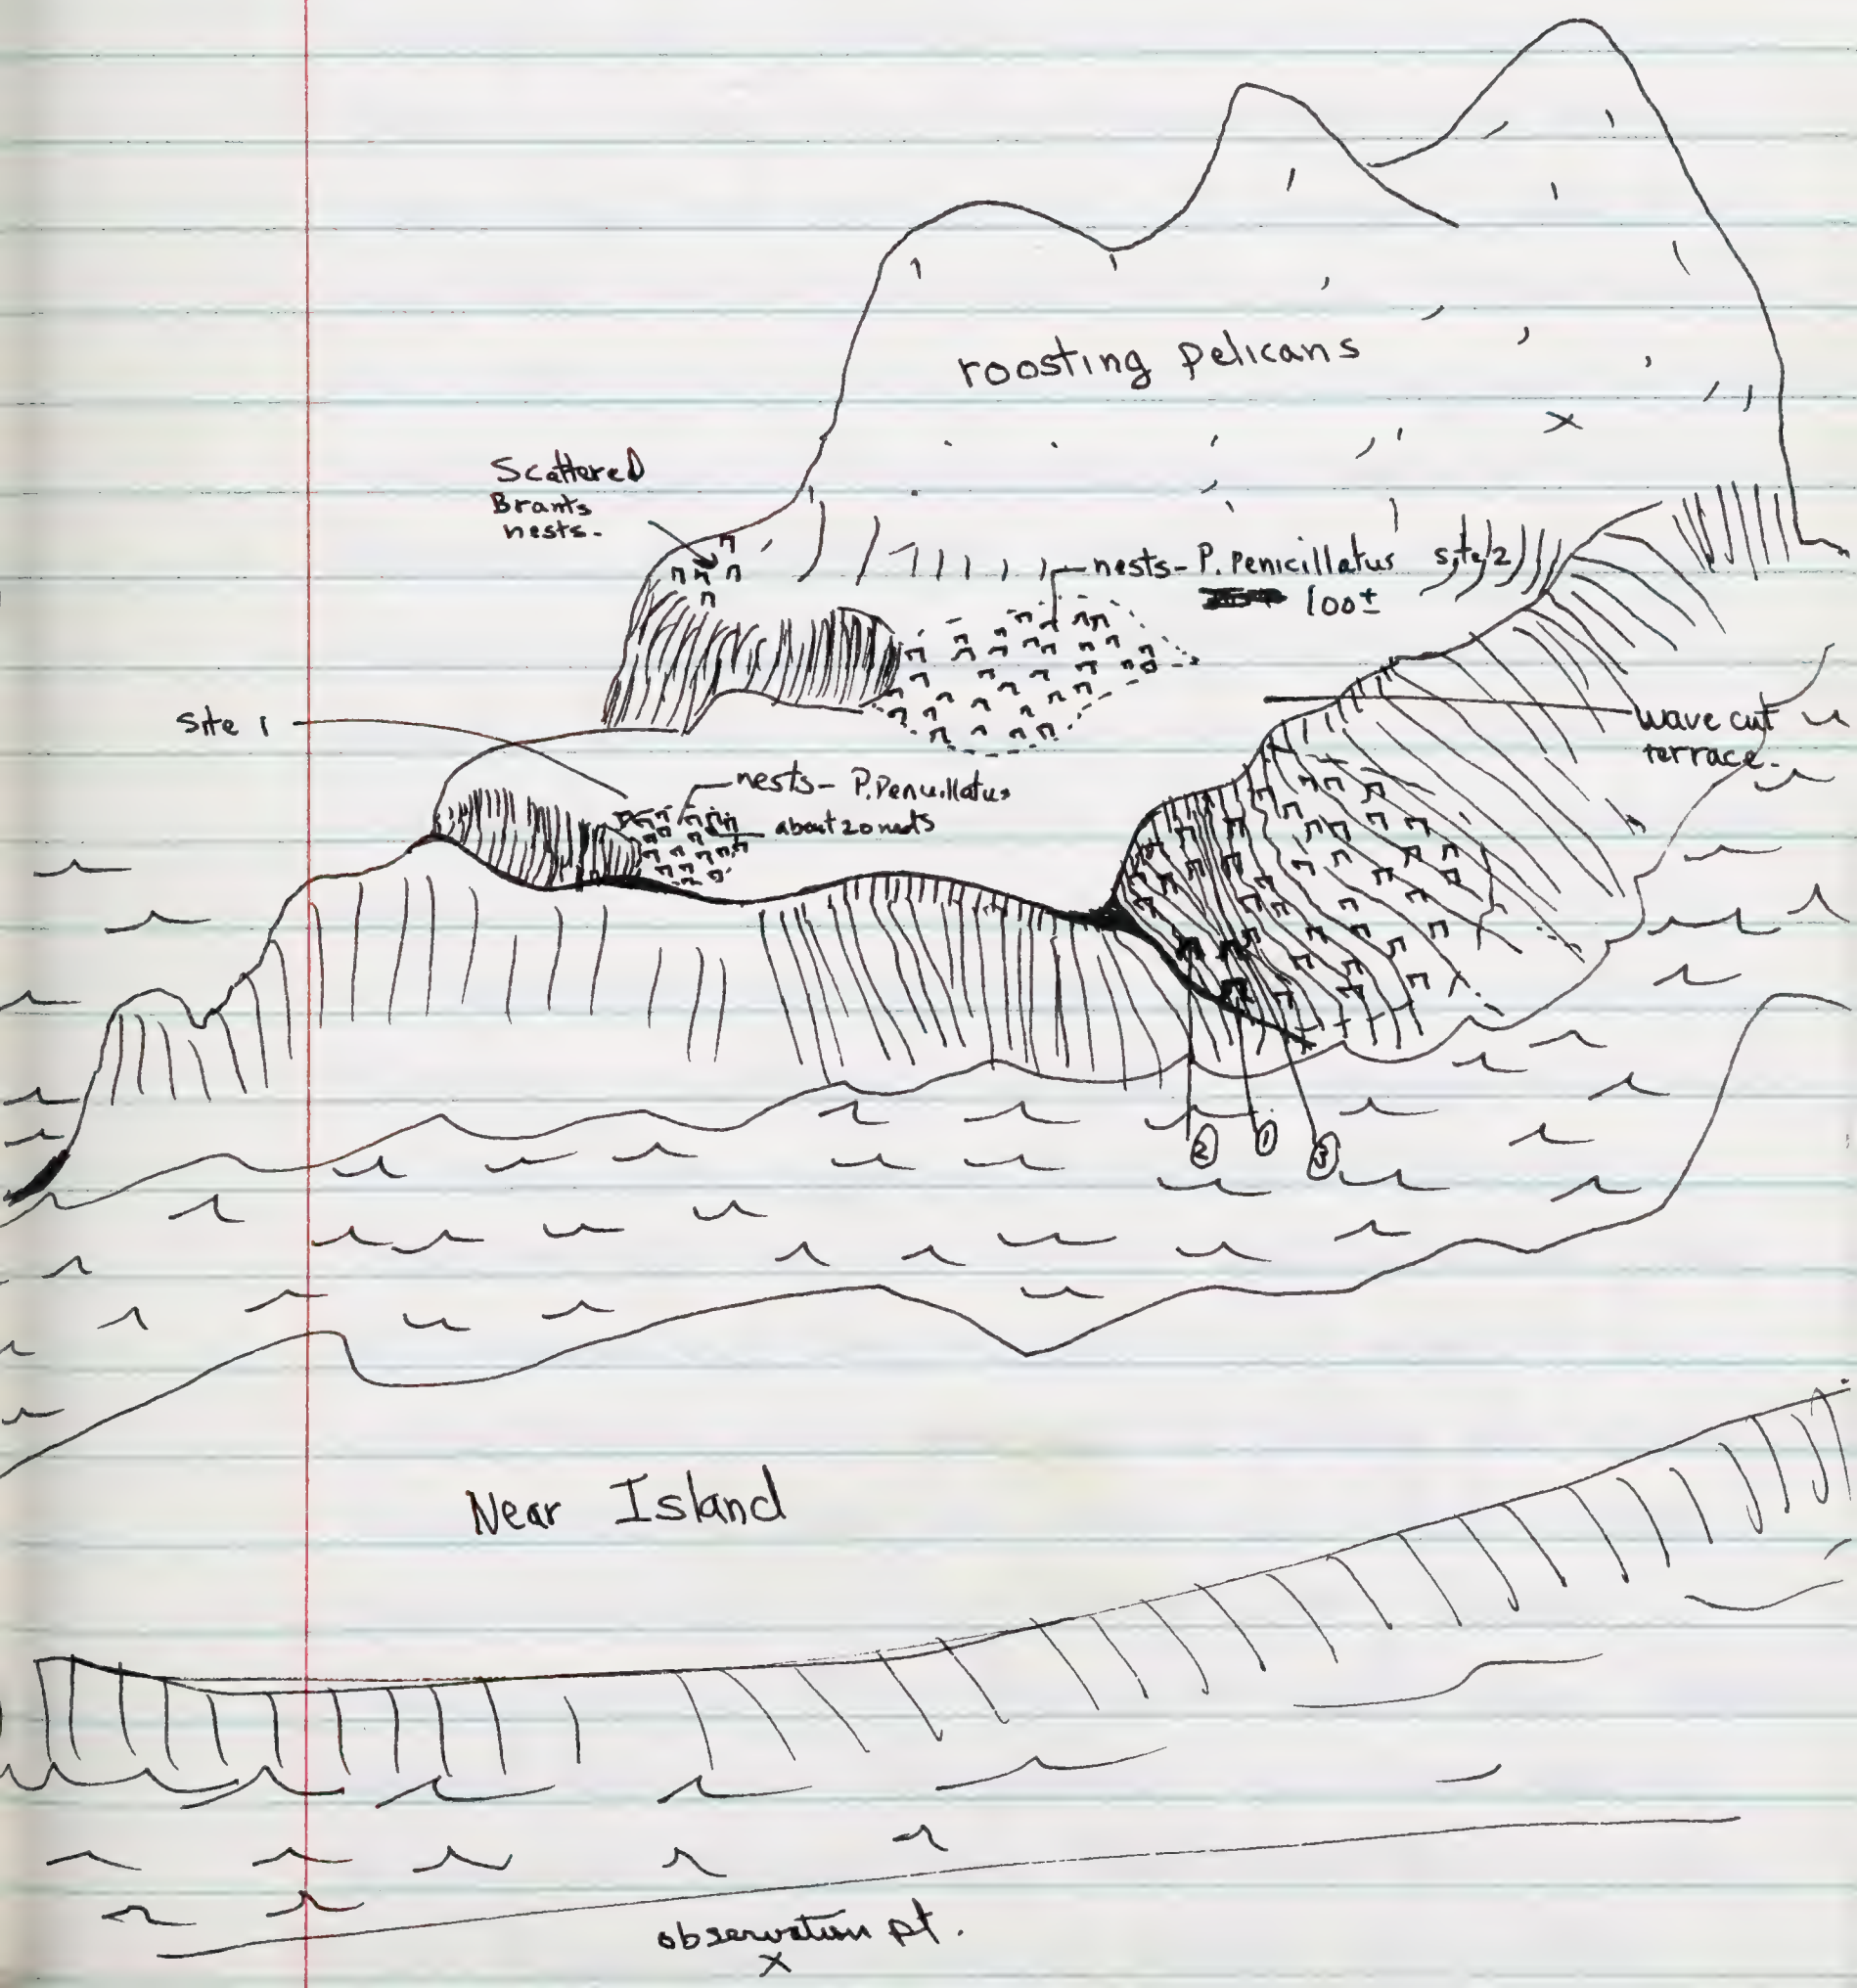 roosting pelicans
Scattered
Brants
nests.
nests - P. Penicillatus site 2
100±
Site 1
wave cut
terrace.
nests - P. Penicillatus
about 20 nests
2 1 3
Near Island
observation pt.
x